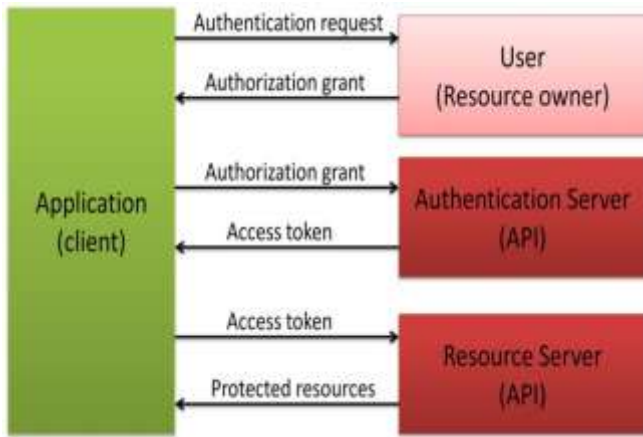 Authentication request
Authorization grant
User
(Resource owner)
Authorization grant
Access token
Authentication Server
(API)
Application
(client)
Access token
Protected resources
Resource Server
(API)